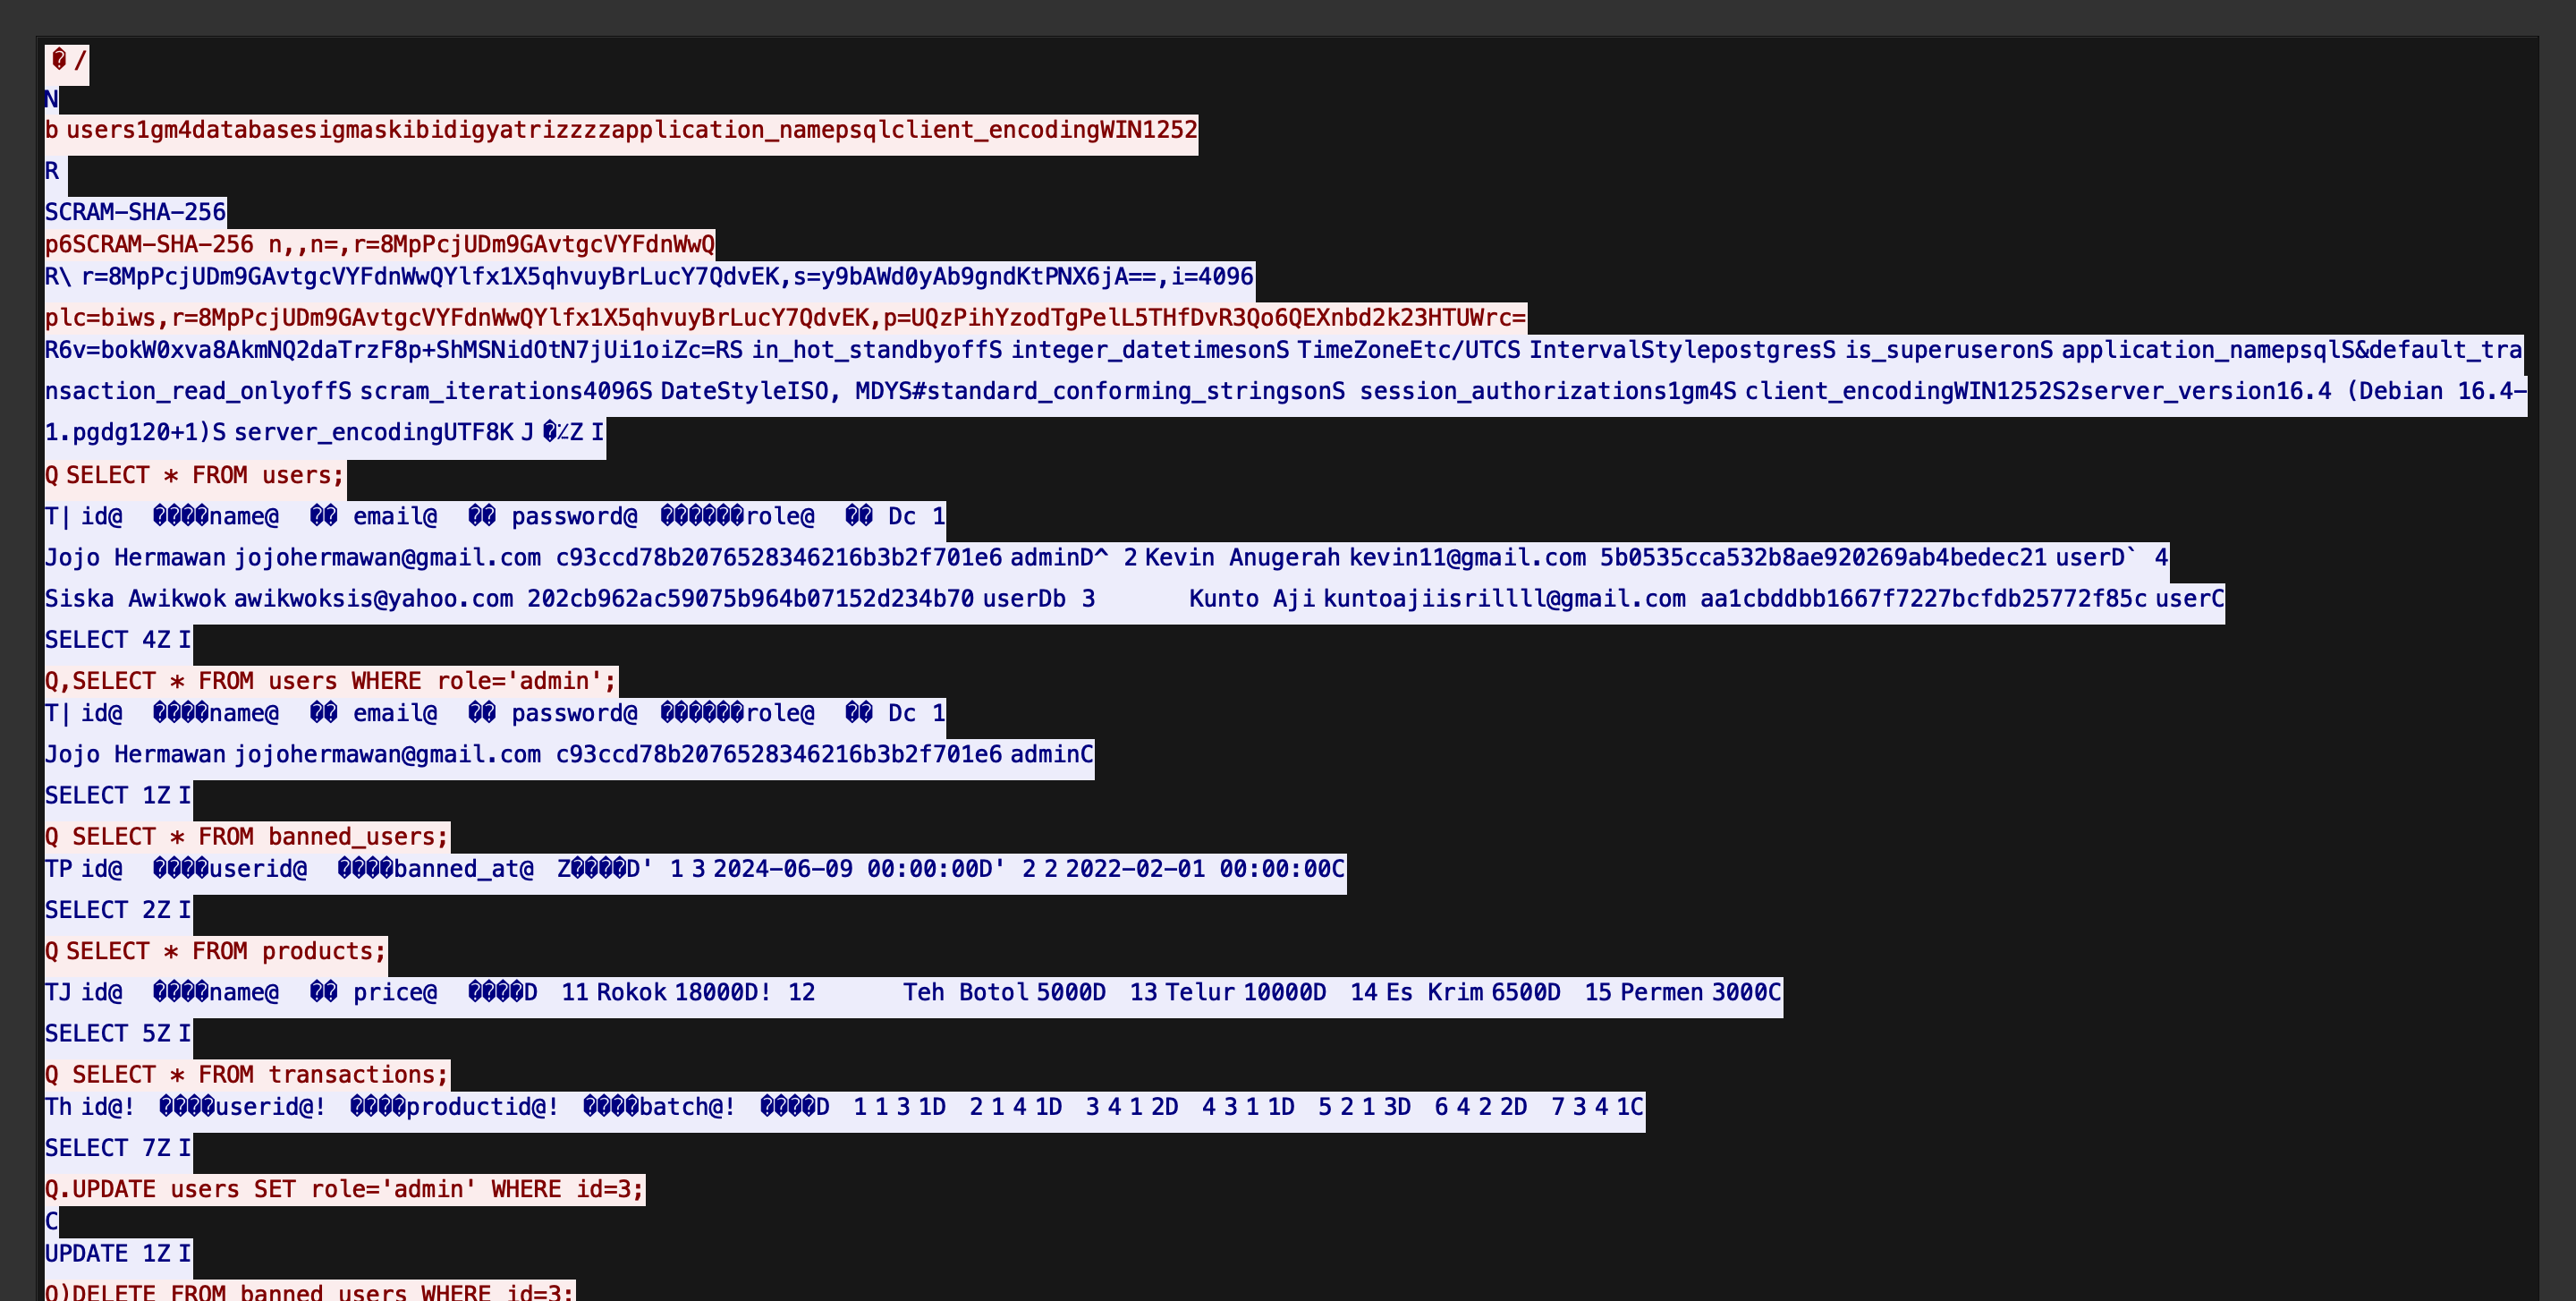 �/
N
b users1gm4databasesigmaskibidigyatrizzzzapplication_namepsqlclient_encodingWIN1252
R
SCRAM-SHA-256
p6SCRAM-SHA-256 n,,n=,r=8MpPcjUDm9GAvtgcVYFdnWwQ
R\ r=8MpPcjUDm9GAvtgcVYFdnWwQYlfx1X5qhvuyBrLucY7QdvEK,s=y9bAWd0yAb9gndKtPNX6jA==,i=4096
plc=biws,r=8MpPcjUDm9GAvtgcVYFdnWwQYlfx1X5qhvuyBrLucY7QdvEK,p=UQzPihYzodTgPelL5THfDvR3Qo6QEXnbd2k23HTUWrc=
R6v=bokW0xva8AkmNQ2daTrzF8p+ShMSNidOtN7jUi1oiZc=RS in_hot_standbyoffS integer_datetimesonS TimeZoneEtc/UTCS IntervalStylepostgresS is_superuseronS application_namepsqlS&default_tra
nsaction_read_onlyoffS scram_iterations4096S DateStyleISO, MDYS#standard_conforming_stringsonS session_authorizations1gm4S client_encodingWIN1252S2server_version16.4 (Debian 16.4-
1.pgdg120+1)S server_encodingUTF8K J �٪Z I
Q SELECT * FROM users;
T| id@ ����name@ �� email@ �� password@ ������role@ �� Dc 1
Jojo Hermawan jojohermawan@gmail.com c93ccd78b2076528346216b3b2f701e6 adminD^ 2 Kevin Anugerah kevin11@gmail.com 5b0535cca532b8ae920269ab4bedec21 userD` 4
Siska Awikwok awikwoksis@yahoo.com 202cb962ac59075b964b07152d234b70 userDb 3 Kunto Aji kuntoajiisrillll@gmail.com aa1cbddbb1667f7227bcfdb25772f85c userC
SELECT 4Z I
Q,SELECT * FROM users WHERE role='admin';
T| id@ ����name@ �� email@ �� password@ ������role@ �� Dc 1
Jojo Hermawan jojohermawan@gmail.com c93ccd78b2076528346216b3b2f701e6 adminC
SELECT 1Z I
Q SELECT * FROM banned_users;
TP id@ ����userid@ ����banned_at@ Z����D' 1 3 2024-06-09 00:00:00D' 2 2 2022-02-01 00:00:00C
SELECT 2Z I
Q SELECT * FROM products;
TJ id@ ����name@ �� price@ ����D 11 Rokok 18000D! 12 Teh Botol 5000D 13 Telur 10000D 14 Es Krim 6500D 15 Permen 3000C
SELECT 5Z I
Q SELECT * FROM transactions;
Th id@! ����userid@! ����productid@! ����batch@! ����D 1 1 3 1D 2 1 4 1D 3 4 1 2D 4 3 1 1D 5 2 1 3D 6 4 2 2D 7 3 4 1C
SELECT 7Z I
Q.UPDATE users SET role='admin' WHERE id=3;
C
UPDATE 1Z I
Q)DELETE FROM banned_users WHERE id=3;